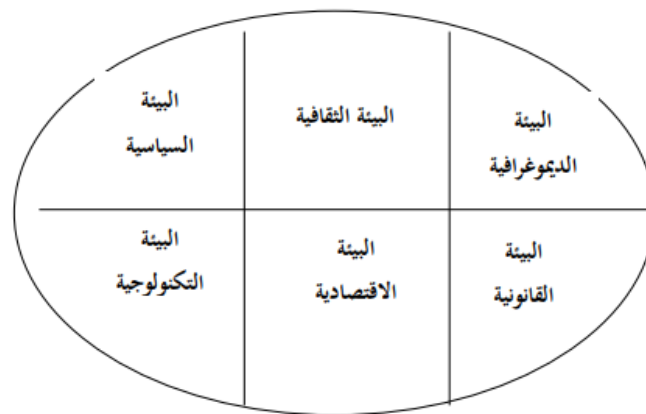 البيئة
الديموغرافية
البيئة الثقافية
البيئة
السياسية
البيئة
القانونية
البيئة
الاقتصادية
البيئة
التكنولوجية